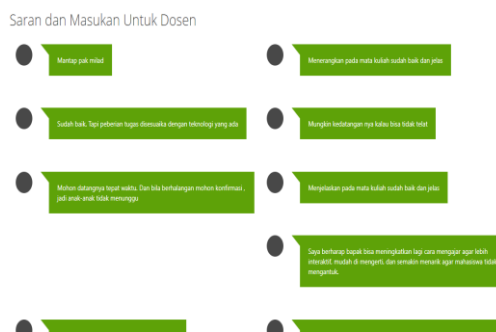 Saran dan Masukan Untuk Dosen
Mantap pak milad
Menerangkan pada mata kuliah sudah baik dan jelas
Sudah baik. Tapi peberian tugas disesuaika dengan teknologi yang ada
Mungkin kedatangan nya kalau bisa tidak telat
Mohon datangnya tepat waktu. Dan bila berhalangan mohon konfirmasi ,
jadi anak-anak tidak menunggu
Menjelaskan pada mata kuliah sudah baik dan jelas
Saya berharap bapak bisa meningkatkan lagi cara mengajar agar lebih
interaktif, mudah di mengerti, dan semakin menarik agar mahasiswa tidak
mengantuk.